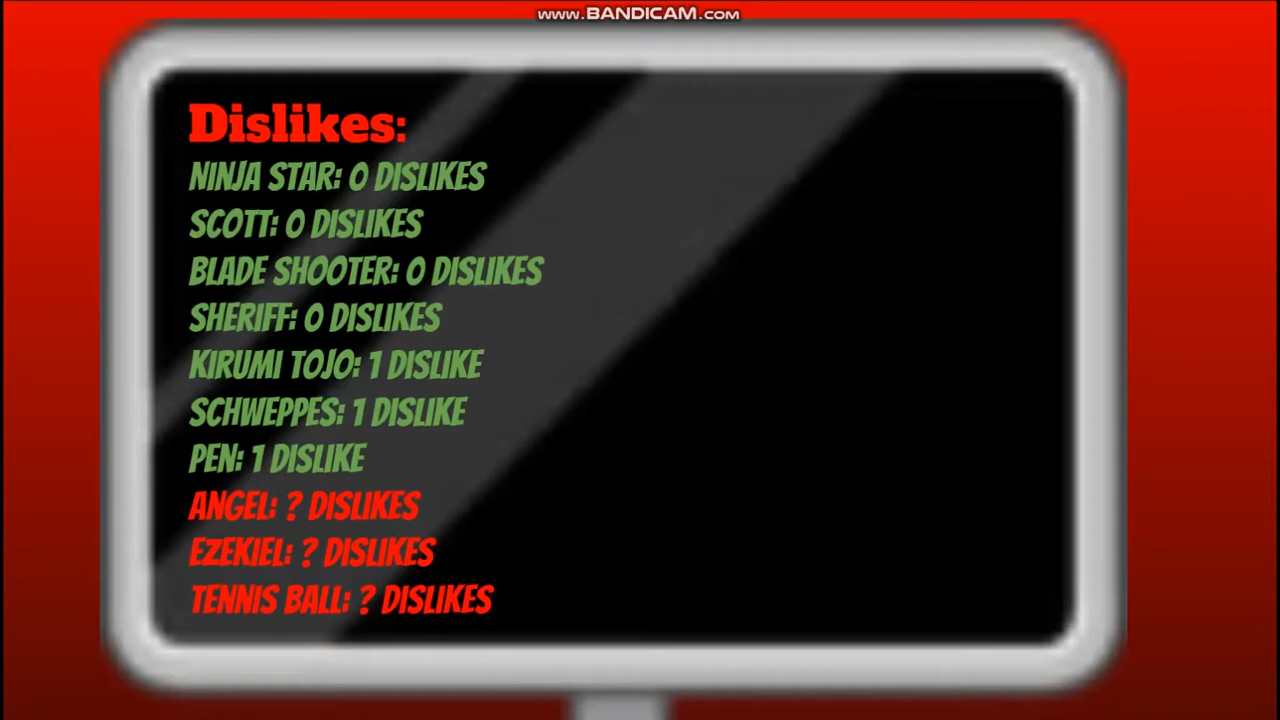 www.BANDICAM.com
Dislikes:
NINJA STAR: 0 DISLIKES
SCOTT: 0 DISLIKES
BLADE SHOOTER: 0 DISLIKES
SHERIFF: 0 DISLIKES
KIRUMI TOJO: 1 DISLIKE
SCHWEPPES: 1 DISLIKE
PEN: 1 DISLIKE
ANGEL: ? DISLIKES
EZEKIEL: ? DISLIKES
TENNIS BALL: ? DISLIKES